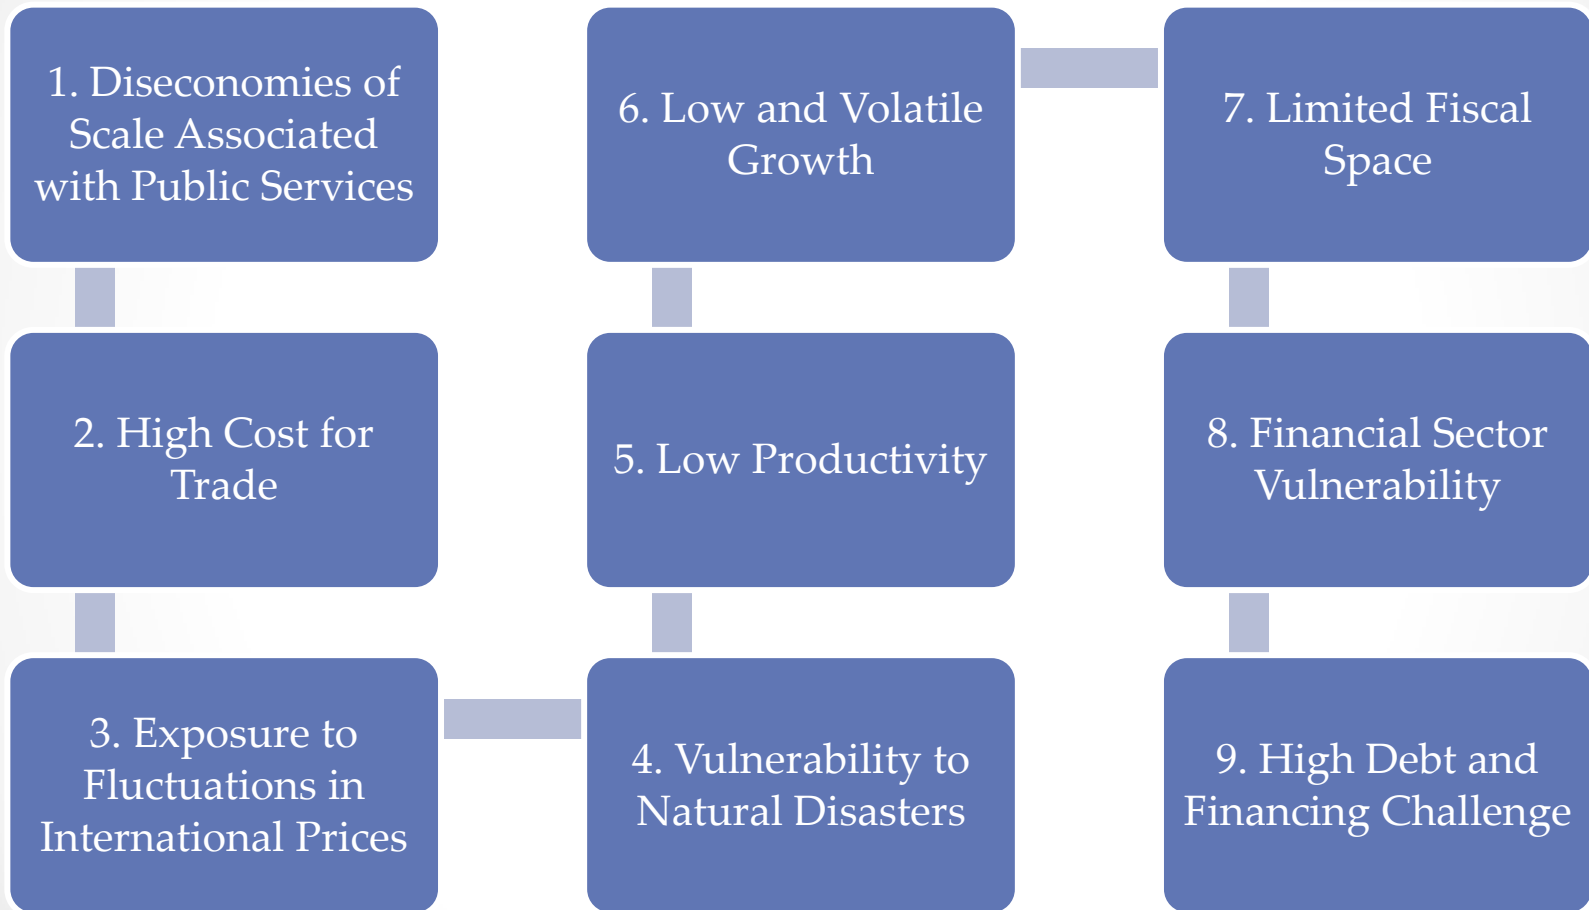 1. Diseconomies of
Scale Associated
with Public Services
2. High Cost for
Trade
3. Exposure to
Fluctuations in
International Prices
4. Vulnerability to
Natural Disasters
5. Low Productivity
6. Low and Volatile
Growth
7. Limited Fiscal
Space
8. Financial Sector
Vulnerability
9. High Debt and
Financing Challenge